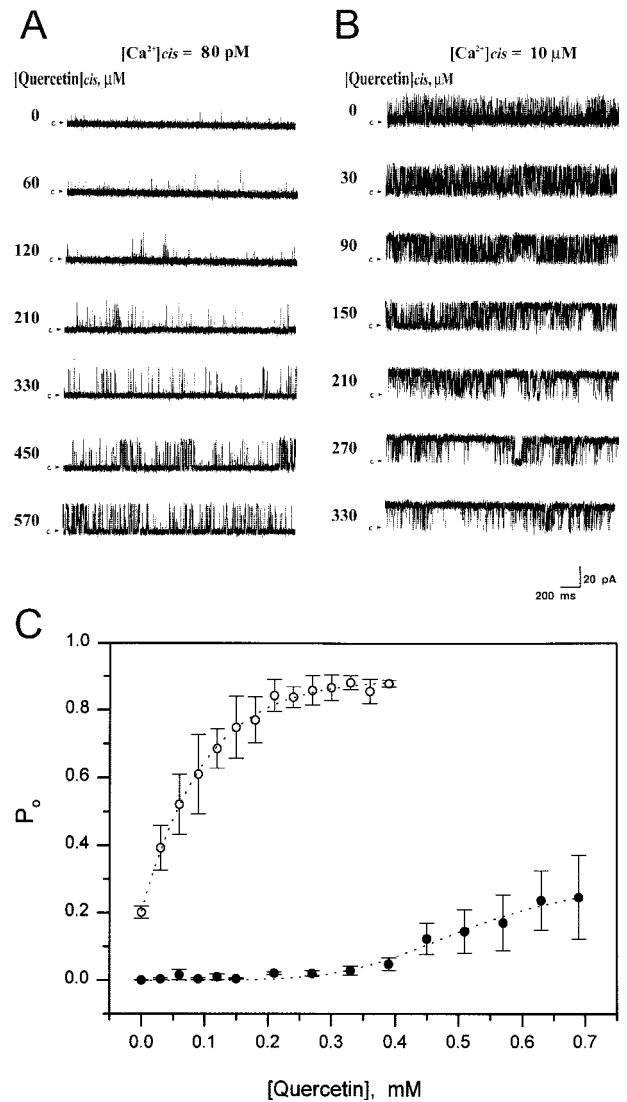 A
[Ca²⁺]cis = 80 pM
[Quercetin]cis, μM
0
c
60
c
120
c
210
c
330
c
450
c
570
c
B
[Ca²⁺]cis = 10 μM
[Quercetin]cis, μM
0
c
30
c
90
c
150
c
210
c
270
c
330
c
20 pA
200 ms
C
1.0
0.8
0.6
0.4
0.2
0.0
Pₒ
0.0 0.1 0.2 0.3 0.4 0.5 0.6 0.7
[Quercetin], mM